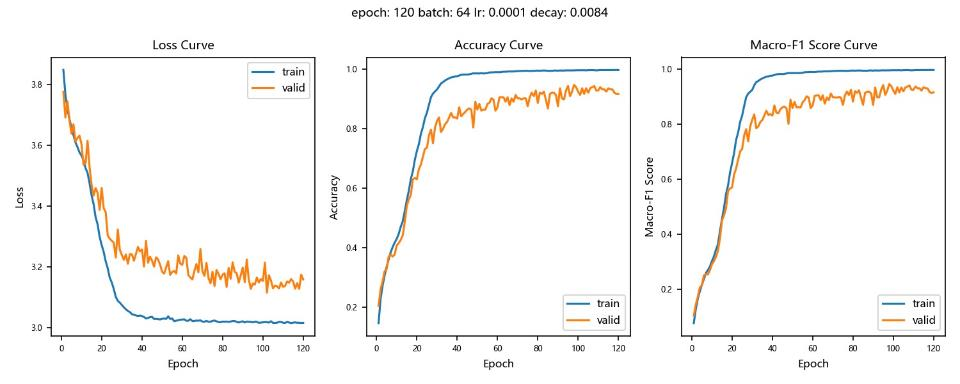 epoch: 120 batch: 64 lr: 0.0001 decay: 0.0084
Loss Curve
3.8
3.6
3.4
3.2
3.0
0 20 40 60 80 100 120
Loss
Epoch
train
valid
Accuracy Curve
1.0
0.8
0.6
0.4
0.2
0 20 40 60 80 100 120
Accuracy
Epoch
train
valid
Macro-F1 Score Curve
1.0
0.8
0.6
0.4
0.2
0 20 40 60 80 100 120
Macro-F1 Score
Epoch
train
valid